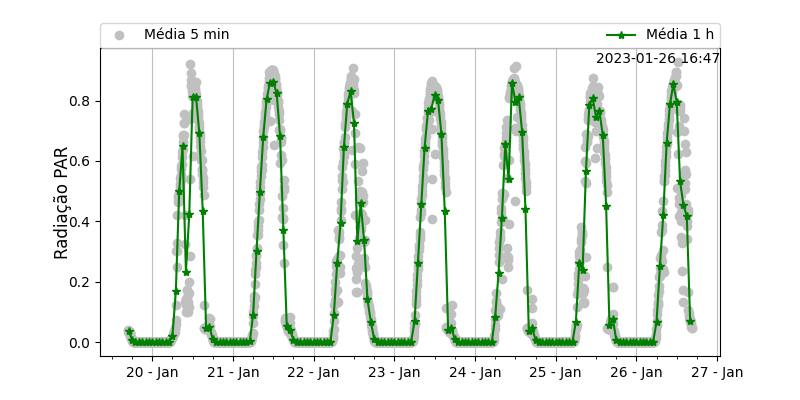 Média 5 min
Média 1 h
2023-01-26 16:47
Radiação PAR
0.8
0.6
0.4
0.2
0.0
20 - Jan
21 - Jan
22 - Jan
23 - Jan
24 - Jan
25 - Jan
26 - Jan
27 - Jan